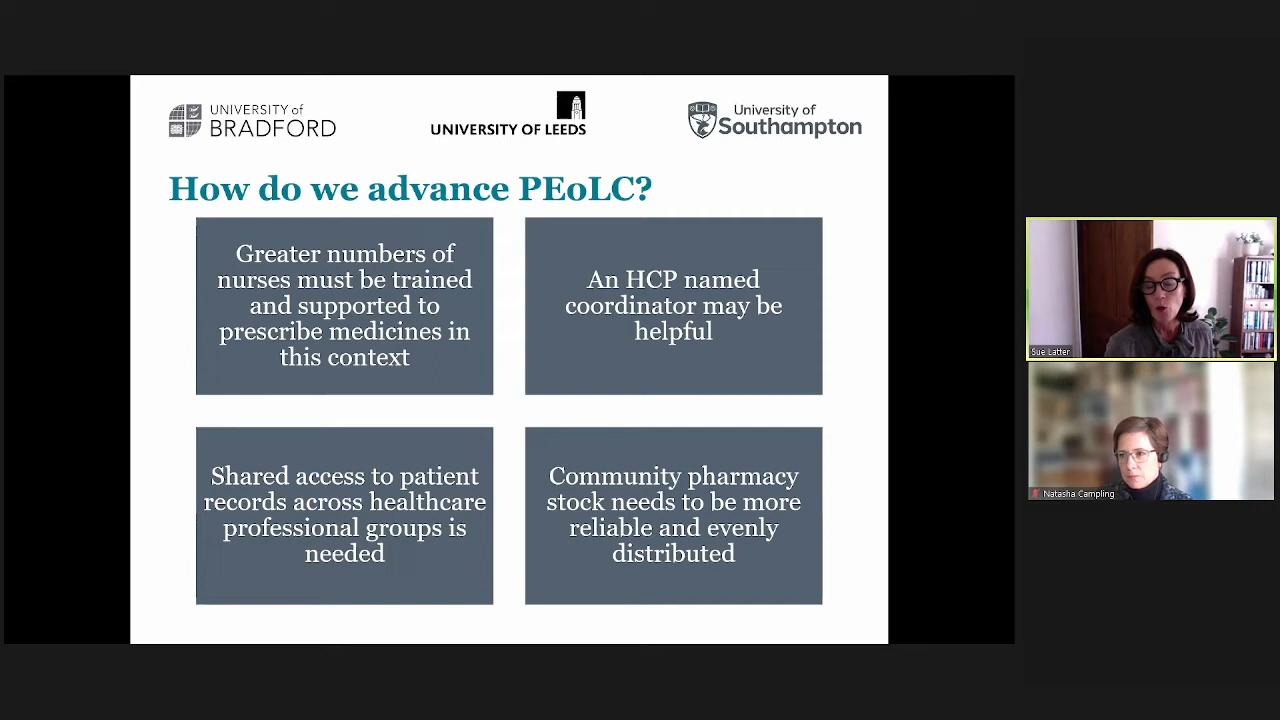 UNIVERSITY of
BRADFORD
UNIVERSITY OF LEEDS
University of
Southampton
How do we advance PEoLC?
Greater numbers of
nurses must be trained
and supported to
prescribe medicines in
this context
An HCP named
coordinator may be
helpful
Shared access to patient
records across healthcare
professional groups is
needed
Community pharmacy
stock needs to be more
reliable and evenly
distributed
Sue Latter
Natasha Campling